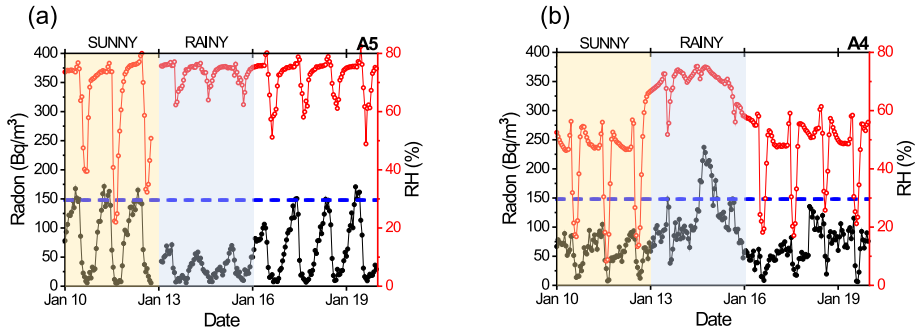 (a)
SUNNY RAINY A5
400 350 300 250 200 150 100 50 0
Radon (Bq/m³)
80 60 40 20 0
RH (%)
Jan 10 Jan 13 Jan 16 Jan 19
Date
(b)
SUNNY RAINY A4
400 350 300 250 200 150 100 50 0
Radon (Bq/m³)
80 60 40 20 0
RH (%)
Jan 10 Jan 13 Jan 16 Jan 19
Date